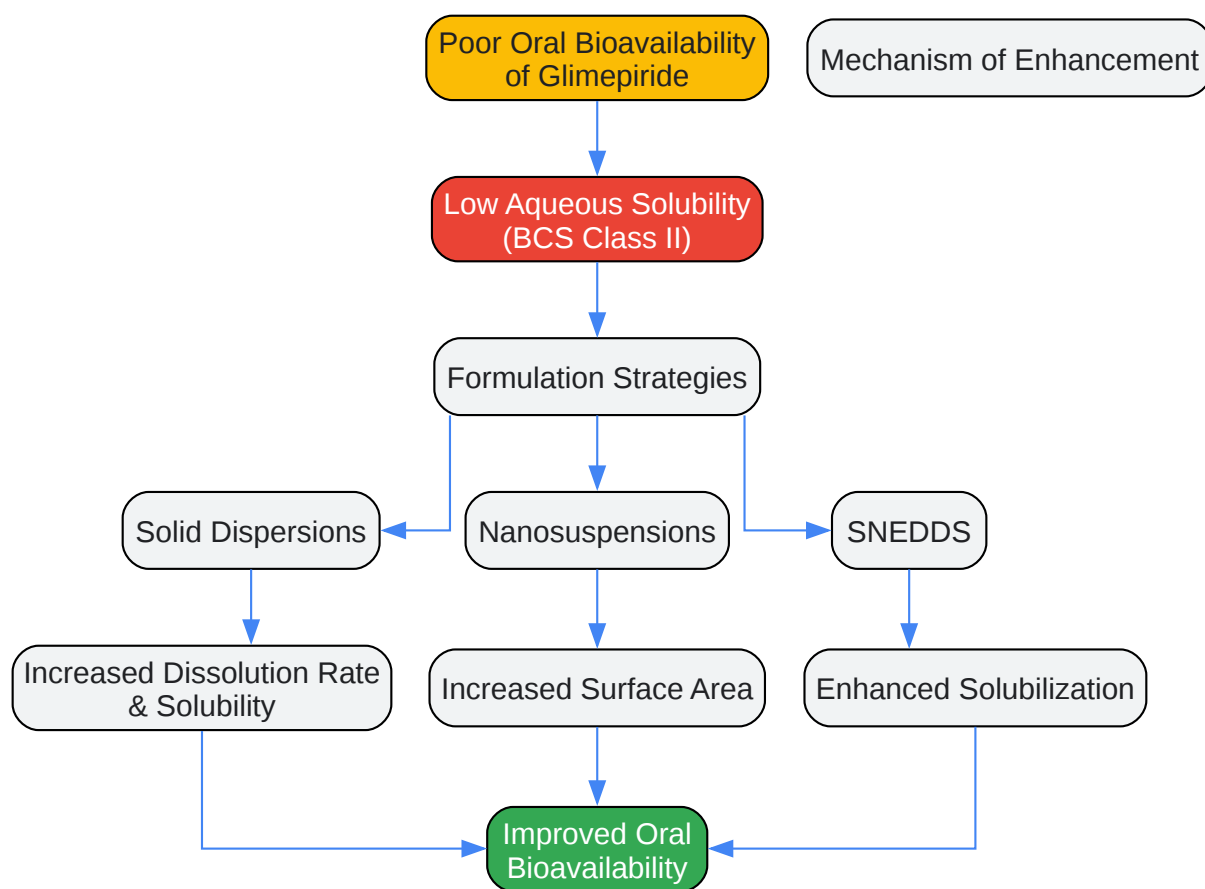 Poor Oral Bioavailability
of Glimepiride
Mechanism of Enhancement
Low Aqueous Solubility
(BCS Class II)
Formulation Strategies
Solid Dispersions
Nanosuspensions
SNEDDS
Increased Dissolution Rate
& Solubility
Increased Surface Area
Enhanced Solubilization
Improved Oral
Bioavailability